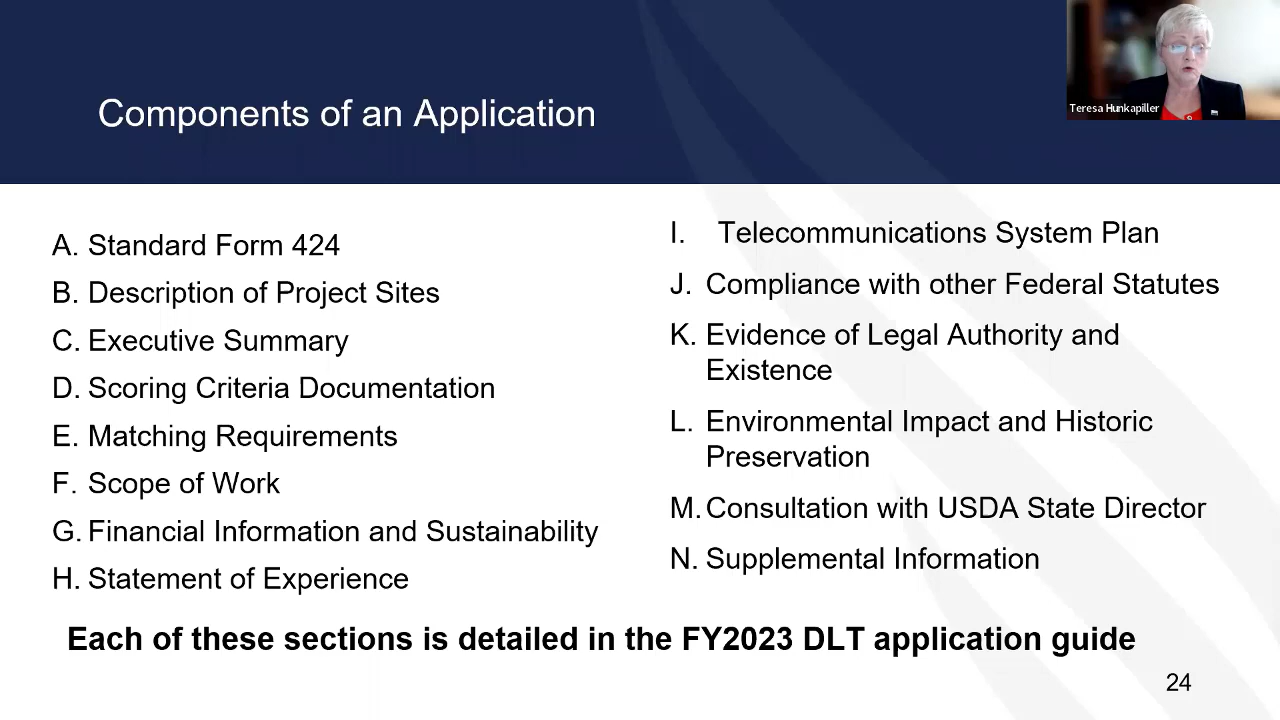 Teresa Hunkapiller
Components of an Application
A. Standard Form 424
B. Description of Project Sites
C. Executive Summary
D. Scoring Criteria Documentation
E. Matching Requirements
F. Scope of Work
G. Financial Information and Sustainability
H. Statement of Experience
I. Telecommunications System Plan
J. Compliance with other Federal Statutes
K. Evidence of Legal Authority and
Existence
L. Environmental Impact and Historic
Preservation
M. Consultation with USDA State Director
N. Supplemental Information
Each of these sections is detailed in the FY2023 DLT application guide
24